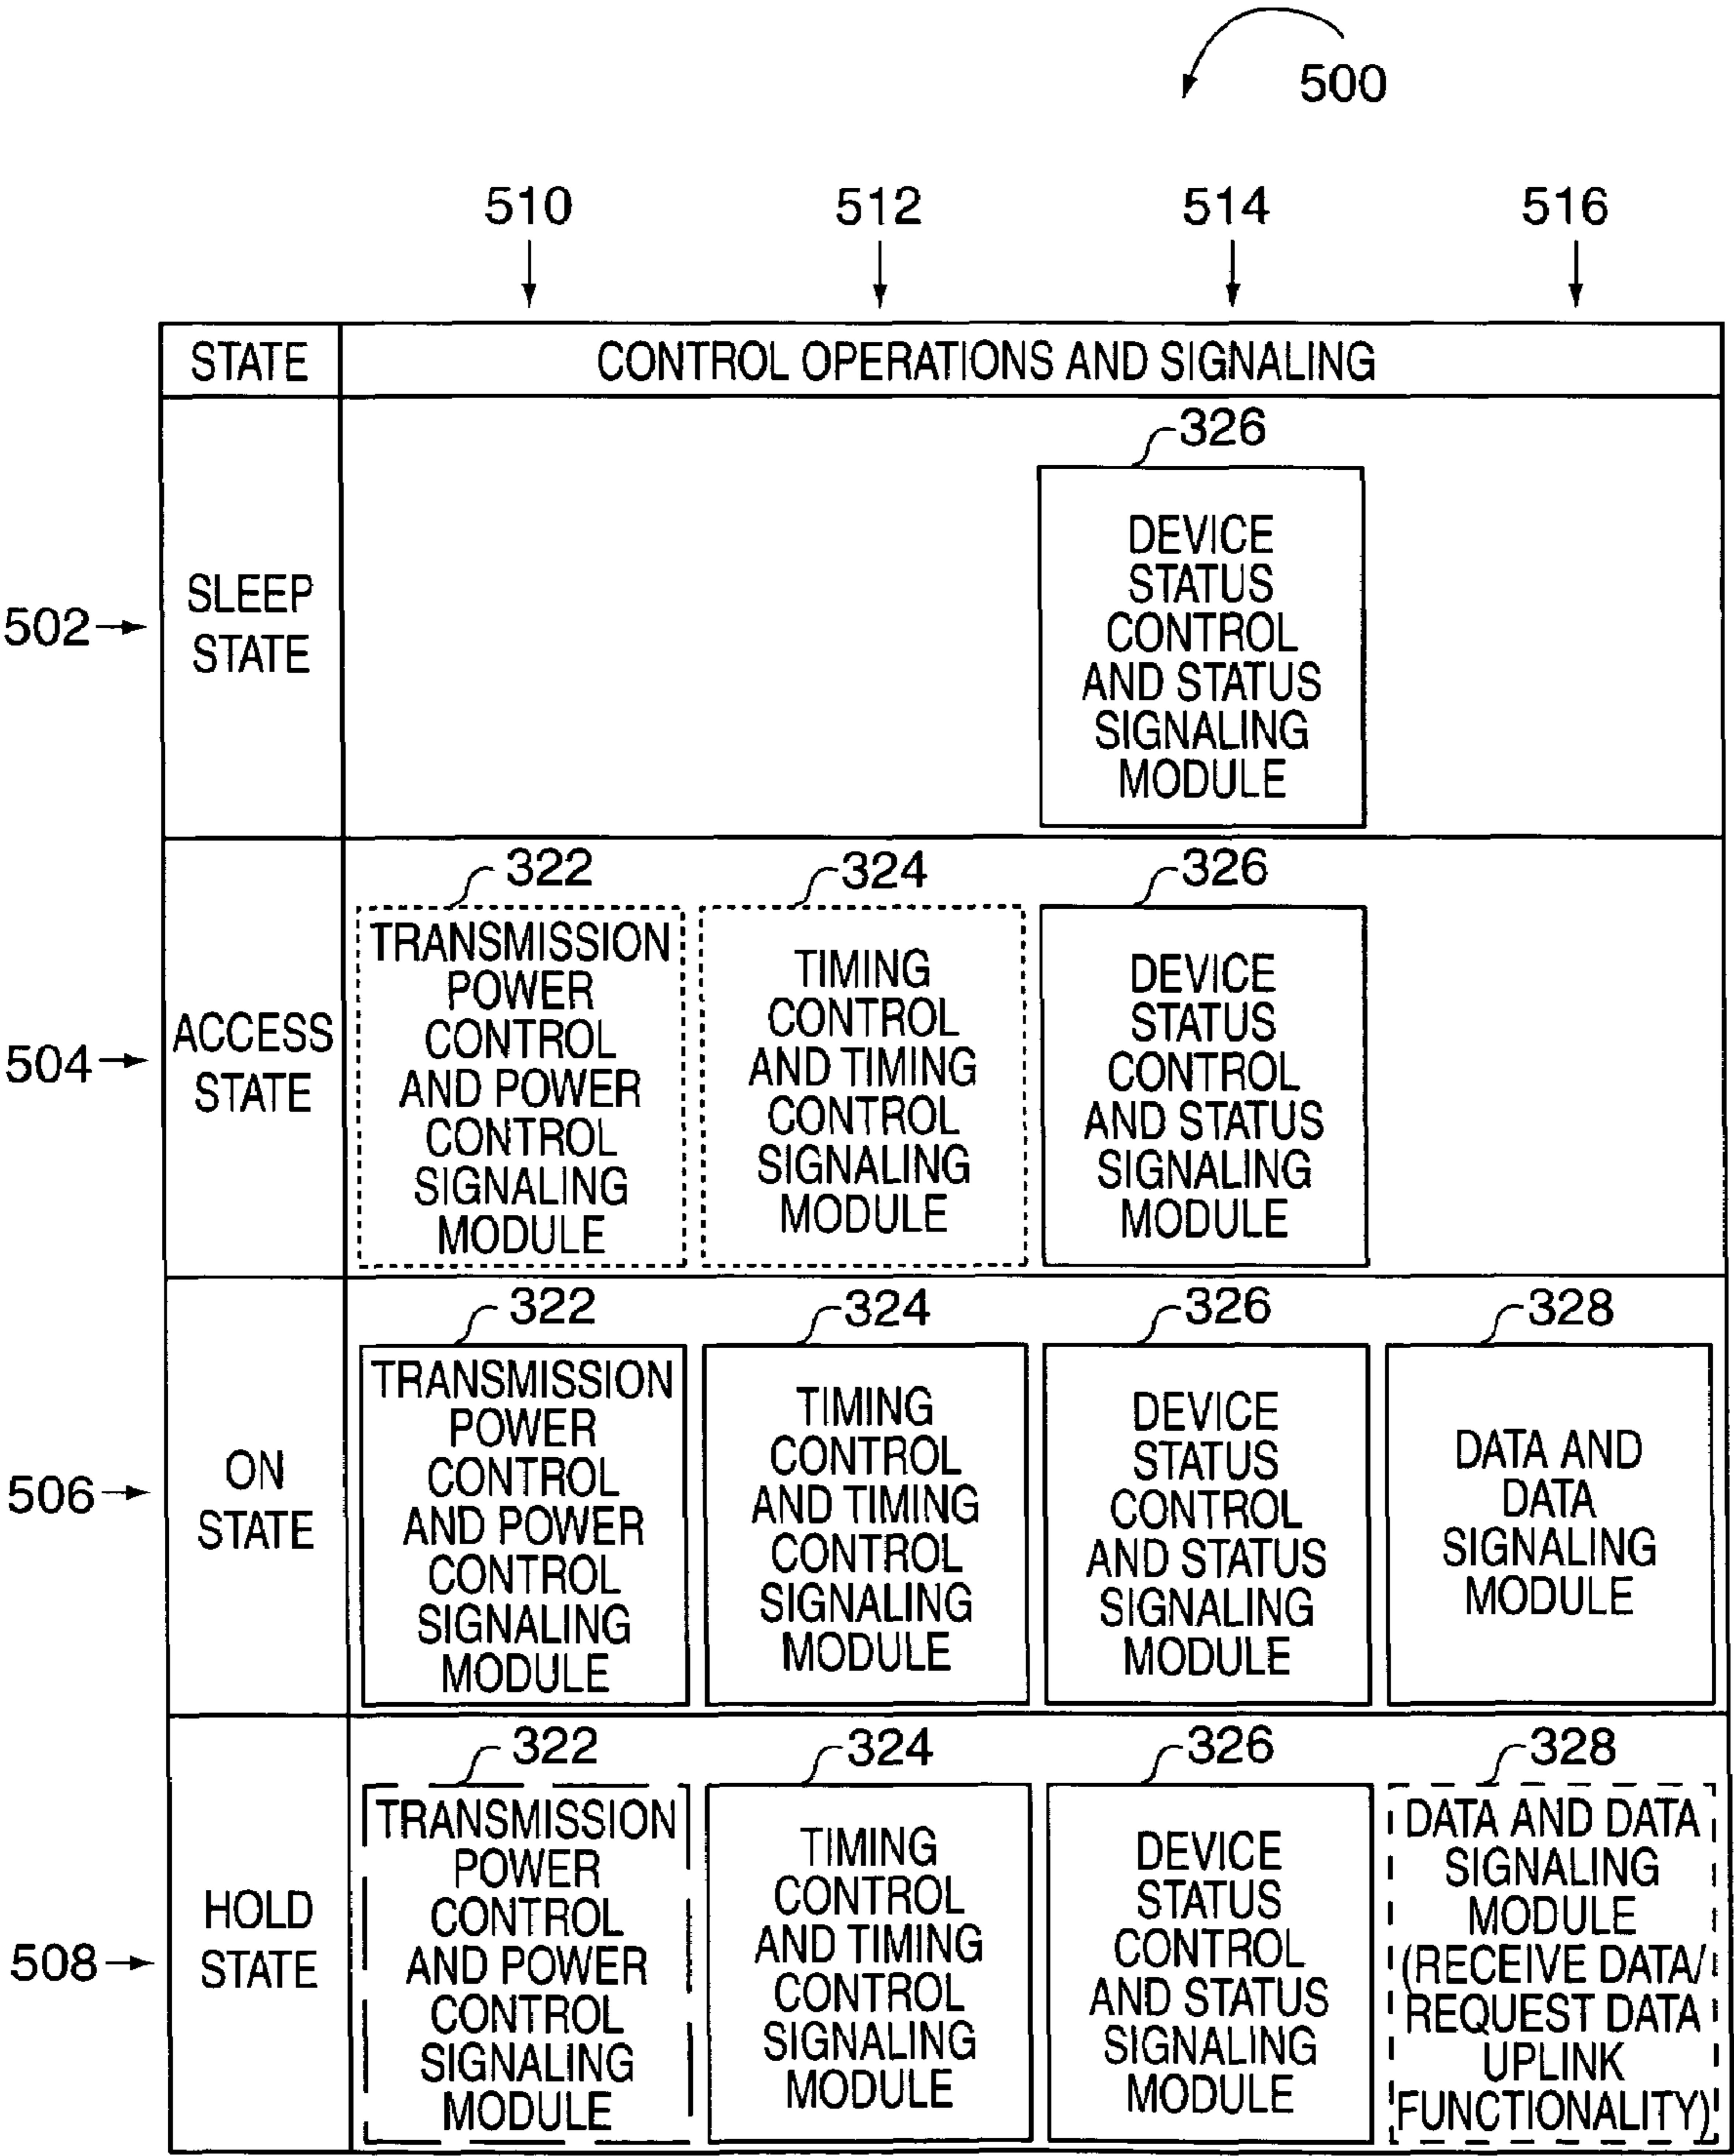 500
510
512
514
516
STATE
CONTROL OPERATIONS AND SIGNALING
502
SLEEP
STATE
326
DEVICE
STATUS
CONTROL
AND STATUS
SIGNALING
MODULE
504
ACCESS
STATE
322
TRANSMISSION
POWER
CONTROL
AND POWER
CONTROL
SIGNALING
MODULE
324
TIMING
CONTROL
AND TIMING
CONTROL
SIGNALING
MODULE
326
DEVICE
STATUS
CONTROL
AND STATUS
SIGNALING
MODULE
506
ON
STATE
322
TRANSMISSION
POWER
CONTROL
AND POWER
CONTROL
SIGNALING
MODULE
324
TIMING
CONTROL
AND TIMING
CONTROL
SIGNALING
MODULE
326
DEVICE
STATUS
CONTROL
AND STATUS
SIGNALING
MODULE
328
DATA AND
DATA
SIGNALING
MODULE
508
HOLD
STATE
322
TRANSMISSION
POWER
CONTROL
AND POWER
CONTROL
SIGNALING
MODULE
324
TIMING
CONTROL
AND TIMING
CONTROL
SIGNALING
MODULE
326
DEVICE
STATUS
CONTROL
AND STATUS
SIGNALING
MODULE
328
DATA AND DATA
SIGNALING
MODULE
(RECEIVE DATA/
REQUEST DATA
UPLINK
FUNCTIONALITY)